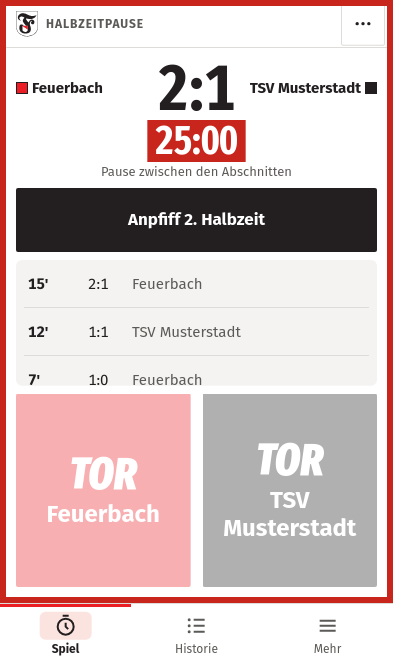 HALBZEITPAUSE
Feuerbach
2:1
TSV Musterstadt
25:00
Pause zwischen den Abschnitten
Anpfiff 2. Halbzeit
15' 2:1 Feuerbach
12' 1:1 TSV Musterstadt
7' 1:0 Feuerbach
TOR
Feuerbach
TOR
TSV
Musterstadt
Spiel
Historie
Mehr